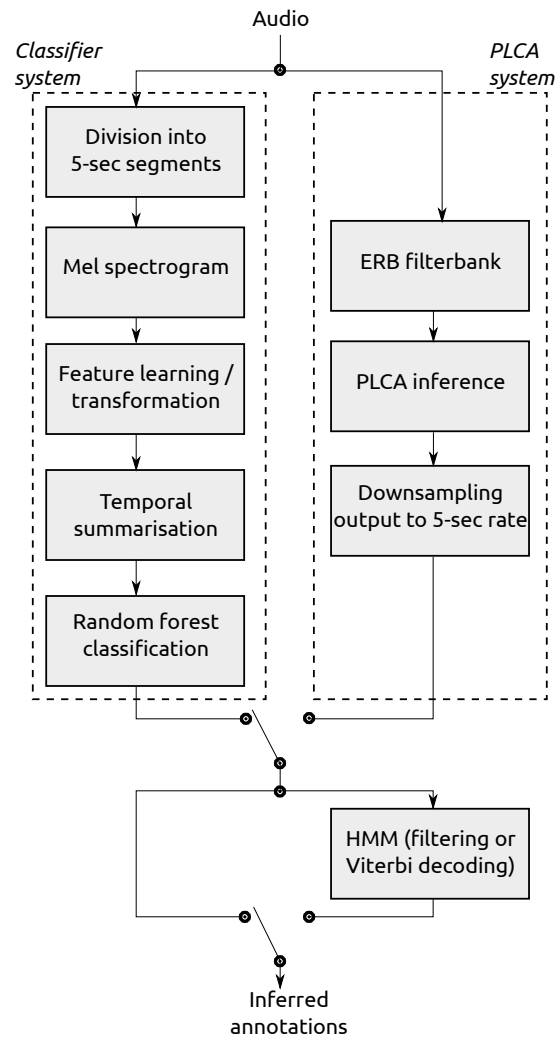 Audio
Classifier
system
PLCA
system
Division into
5-sec segments
Mel spectrogram
Feature learning /
transformation
Temporal
summarisation
Random forest
classification
ERB filterbank
PLCA inference
Downsampling
output to 5-sec rate
HMM (filtering or
Viterbi decoding)
Inferred
annotations